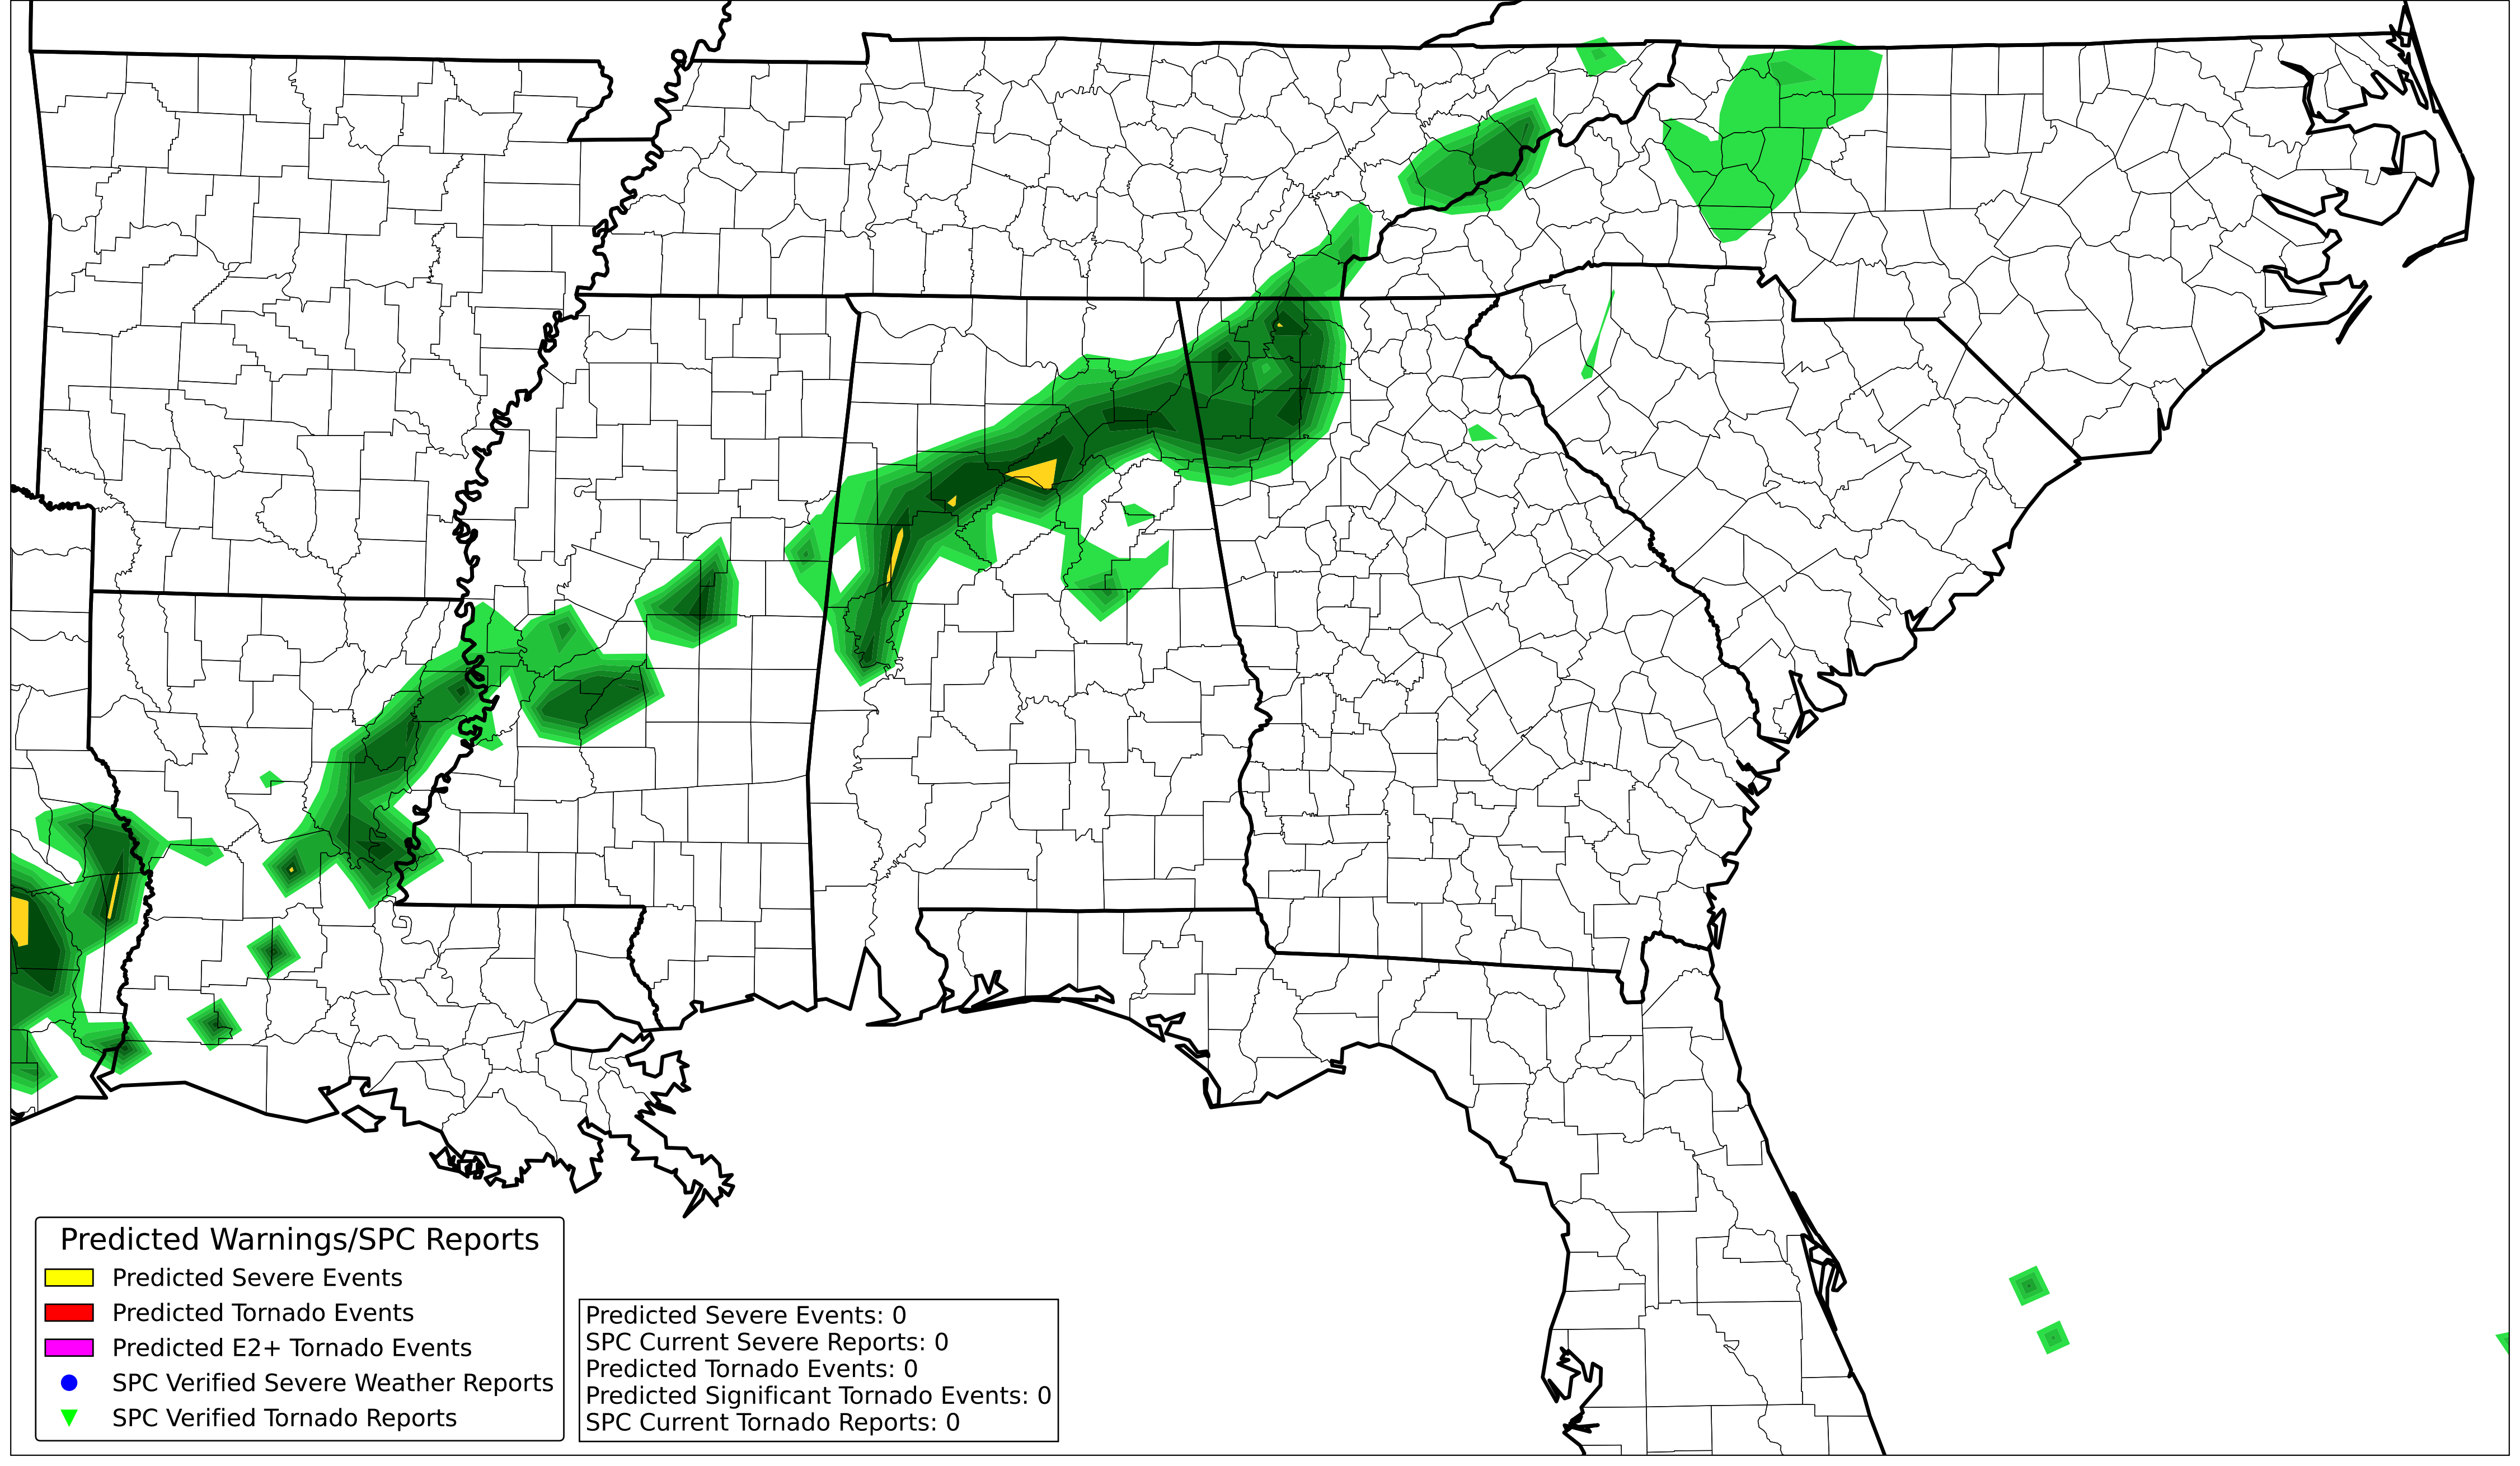 Predicted Warnings/SPC Reports
Predicted Severe Events
Predicted Tornado Events
Predicted E2+ Tornado Events
SPC Verified Severe Weather Reports
SPC Verified Tornado Reports
Predicted Severe Events: 0
SPC Current Severe Reports: 0
Predicted Tornado Events: 0
Predicted Significant Tornado Events: 0
SPC Current Tornado Reports: 0